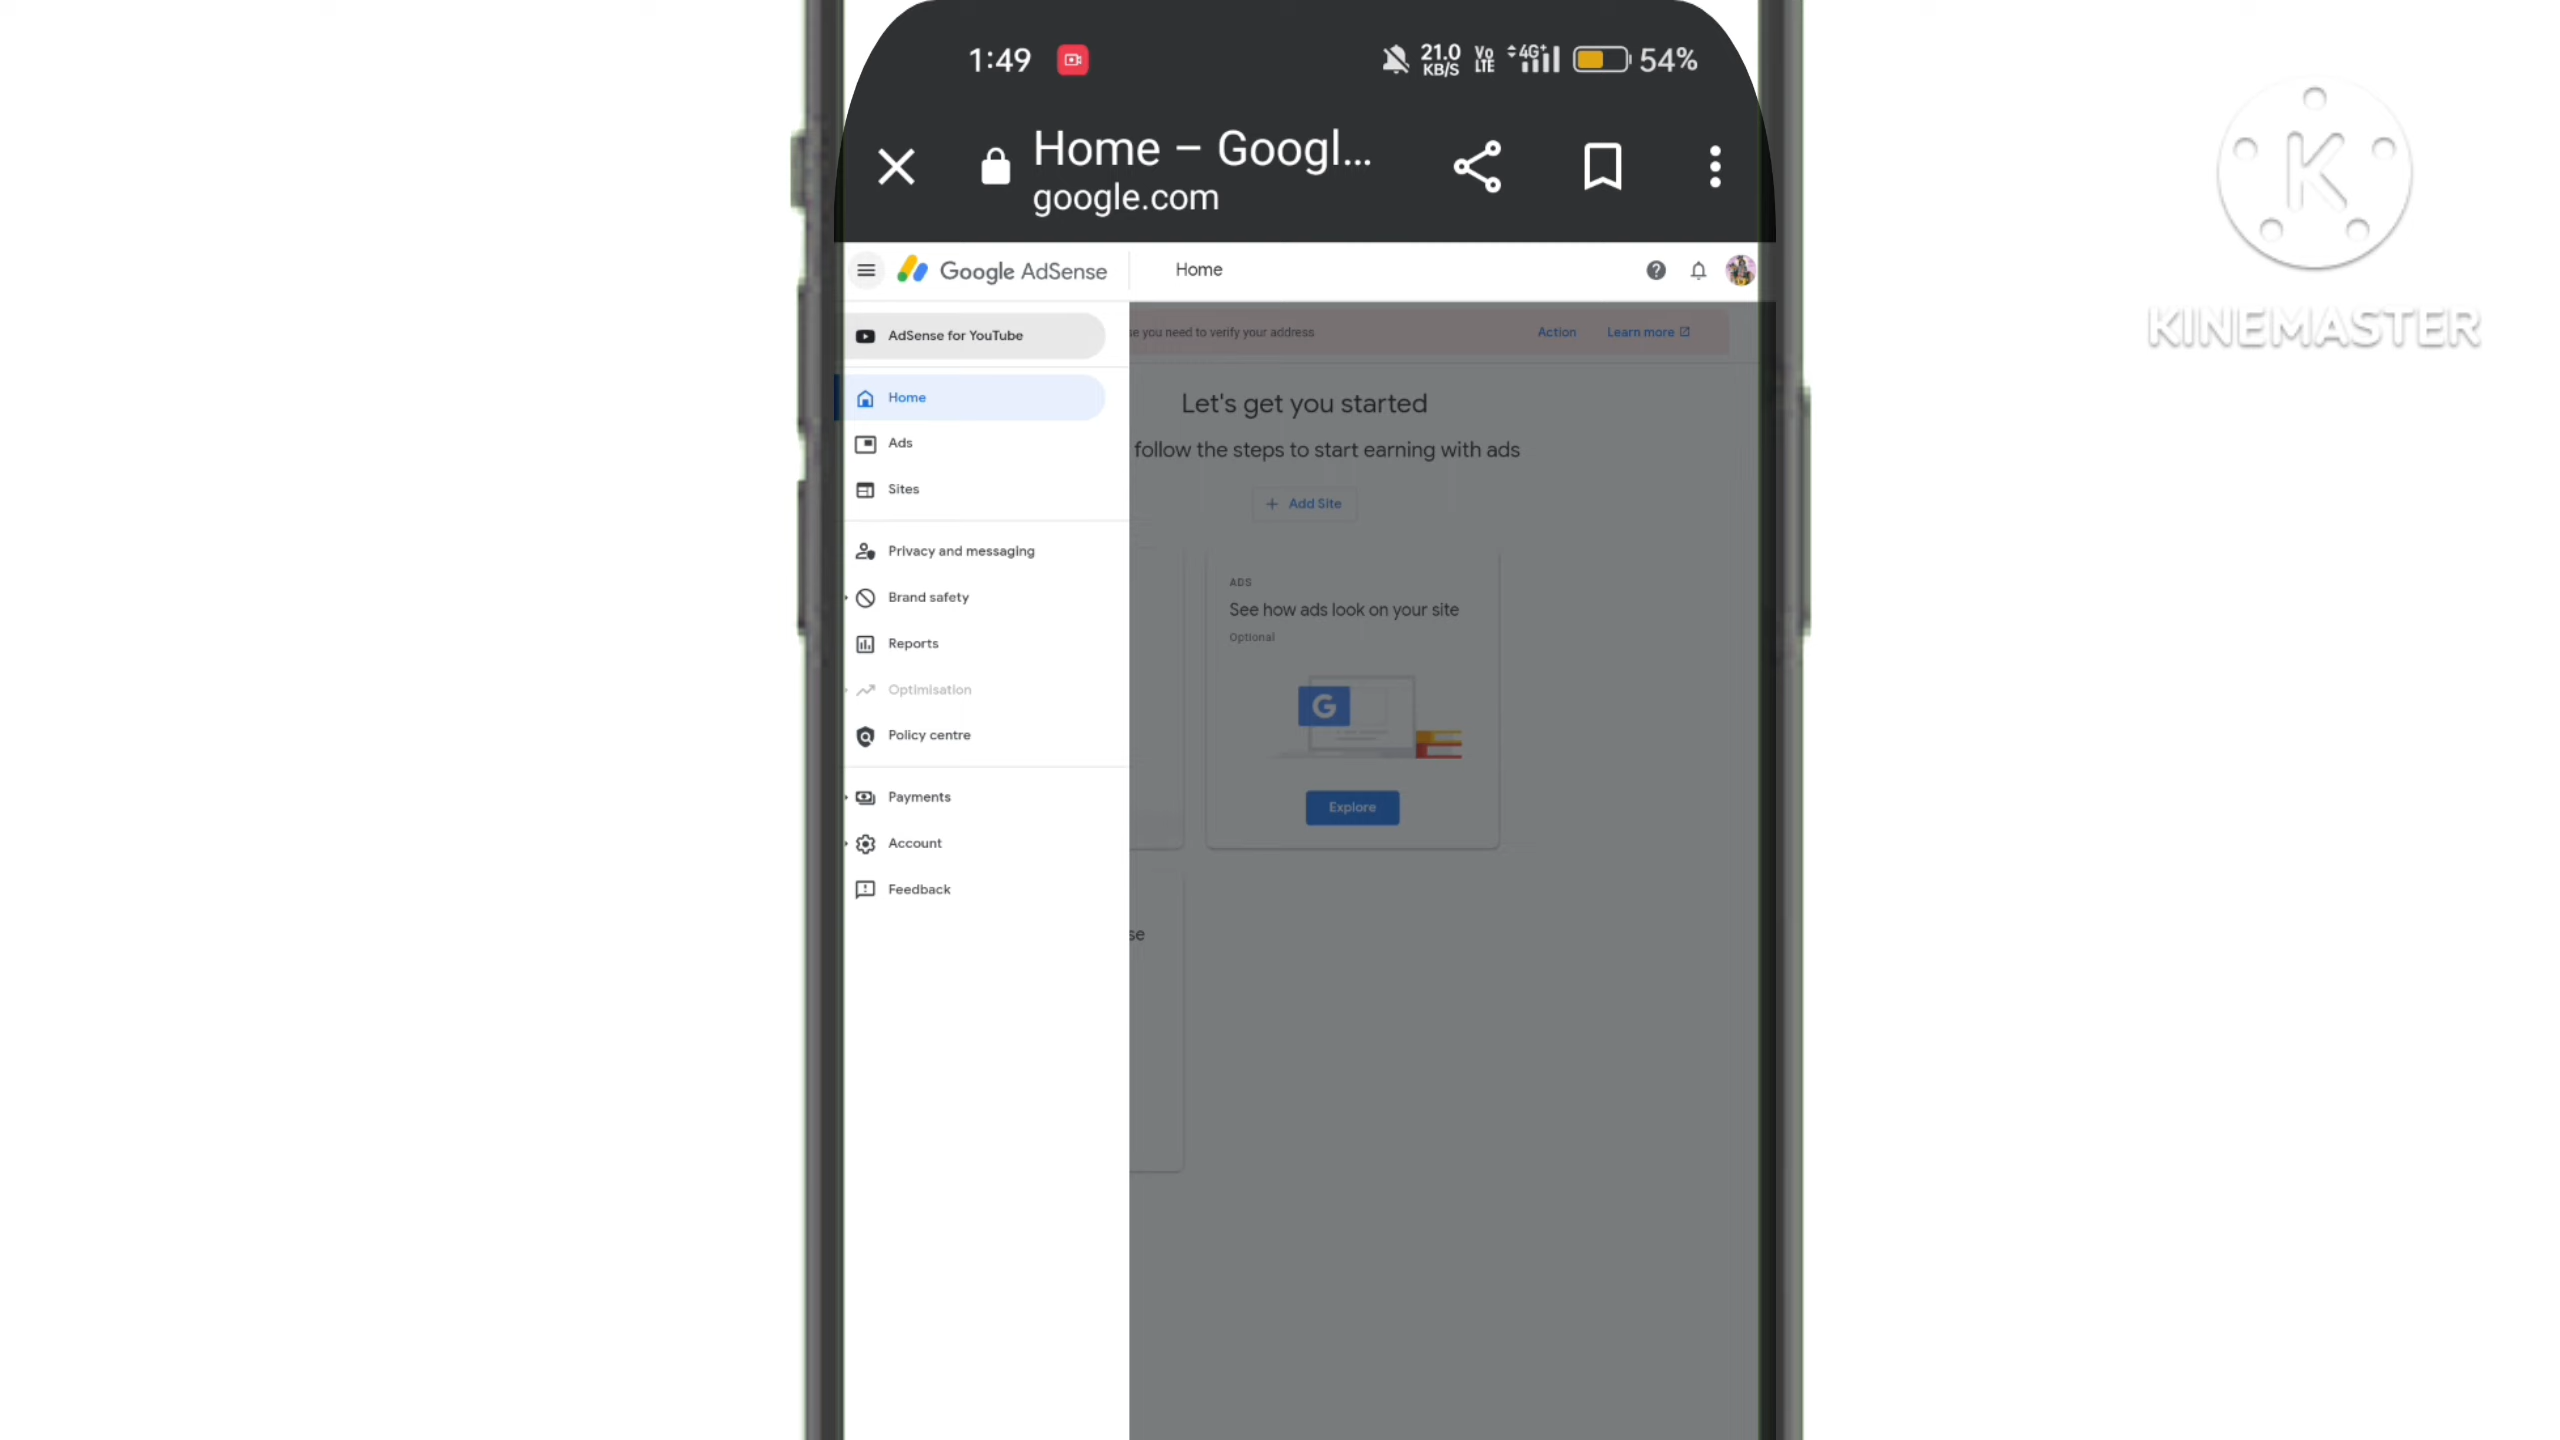 1:49
21.0 KB/S Vo LTE 4G+ 54%
Home – Googl...
google.com
Google AdSense
Home
AdSense for YouTube
e you need to verify your address
Action
Learn more
Home
Let's get you started
Ads
follow the steps to start earning with ads
Sites
+ Add Site
Privacy and messaging
ADS
Brand safety
See how ads look on your site
Reports
Optional
Optimisation
G
Policy centre
Payments
Explore
Account
Feedback
se
K
KINEMASTER